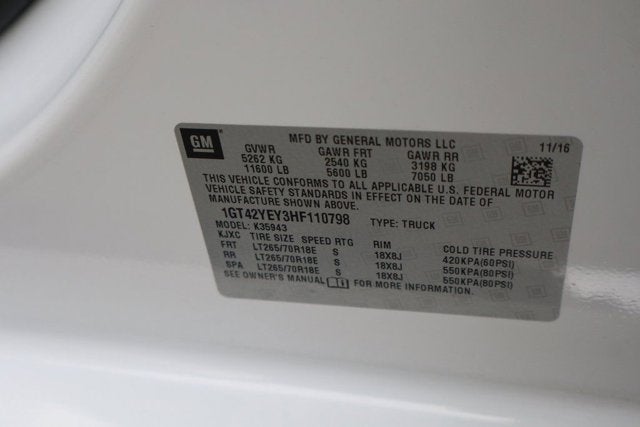 GM
MFD BY GENERAL MOTORS LLC 11/16
GVWR GAWR FRT GAWR RR
5262 KG 2540 KG 3198 KG
11600 LB 5600 LB 7050 LB
THIS VEHICLE CONFORMS TO ALL APPLICABLE U.S. FEDERAL MOTOR
VEHICLE SAFETY STANDARDS IN EFFECT ON THE DATE OF
MANUFACTURE SHOWN ABOVE.
1GT42YEY3HF110798 TYPE: TRUCK
MODEL: K35943
KJXC TIRE SIZE SPEED RTG RIM COLD TIRE PRESSURE
FRT LT265/70R18E S 18X8J 420KPA(60PSI)
RR LT265/70R18E S 18X8J 550KPA(80PSI)
SPA LT265/70R18E S 18X8J 550KPA(80PSI)
SEE OWNER'S MANUAL FOR MORE INFORMATION.